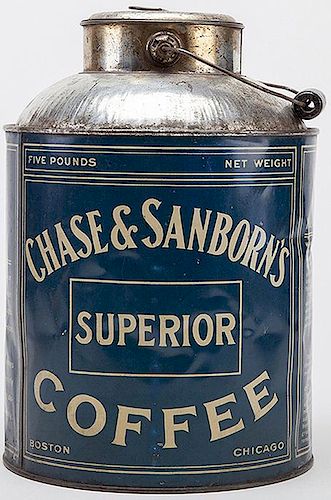 FIVE POUNDS NET WEIGHT
CHASE & SANBORN'S
SUPERIOR
COFFEE
BOSTON CHICAGO